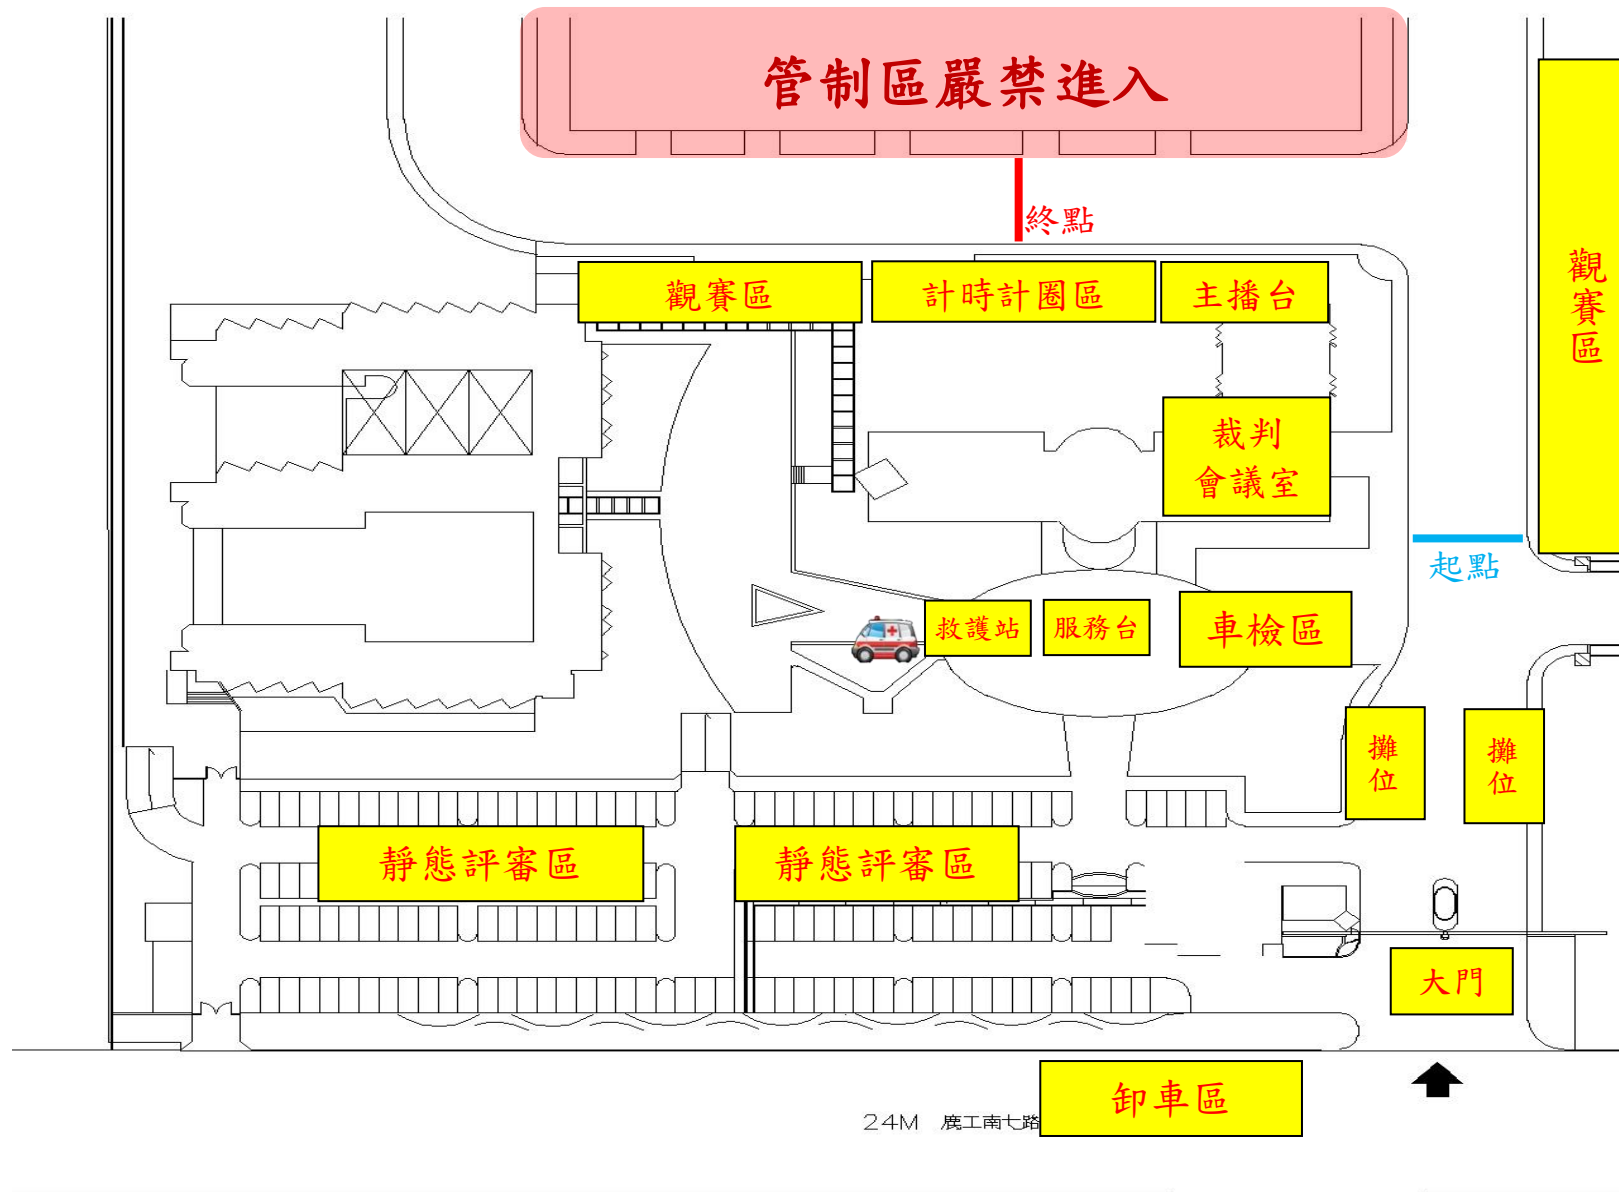 管制區嚴禁進入
終點
觀賽區
計時計圈區
主播台
觀賽區
裁判
會議室
起點
救護站
服務台
車檢區
攤位
攤位
靜態評審區
靜態評審區
大門
卸車區
24M 鹿工南七路